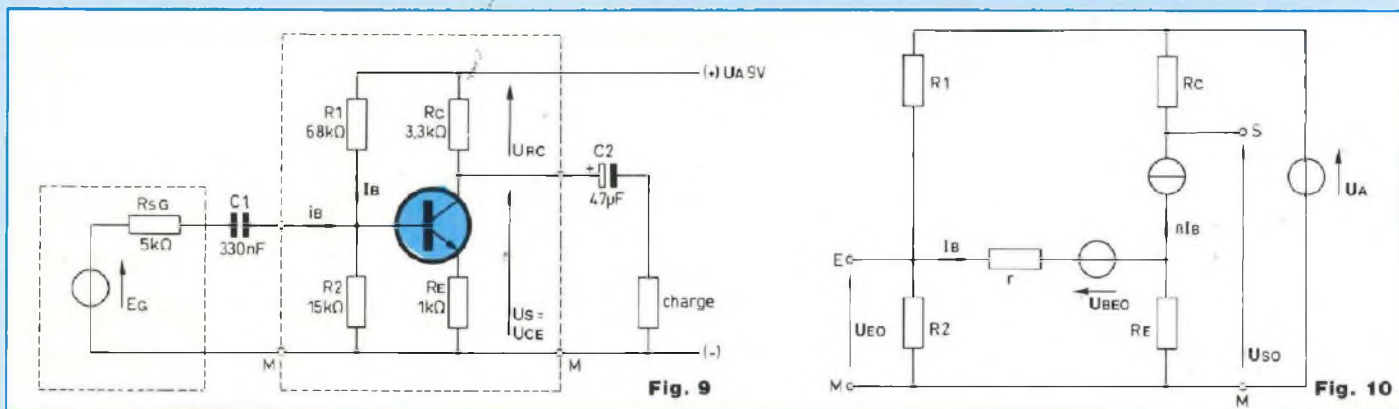 (+) UA 9V
R1
68kΩ
RC
3,3kΩ
URC
C2
+
47µF
IB
iB
RSG
5kΩ
C1
330nF
EG
R2
15kΩ
RE
1kΩ
US =
UCE
charge
M
M
(-)
Fig. 9
R1
RC
S
UA
βIB
E
IB
r
UBEO
UEO
R2
RE
USO
M
M
Fig. 10